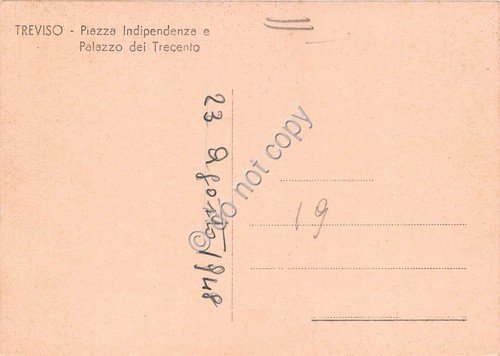 TREVISO - Piazza Indipendenza e
Palazzo dei Trecento
23 Agosto 1948
© do not copy
19